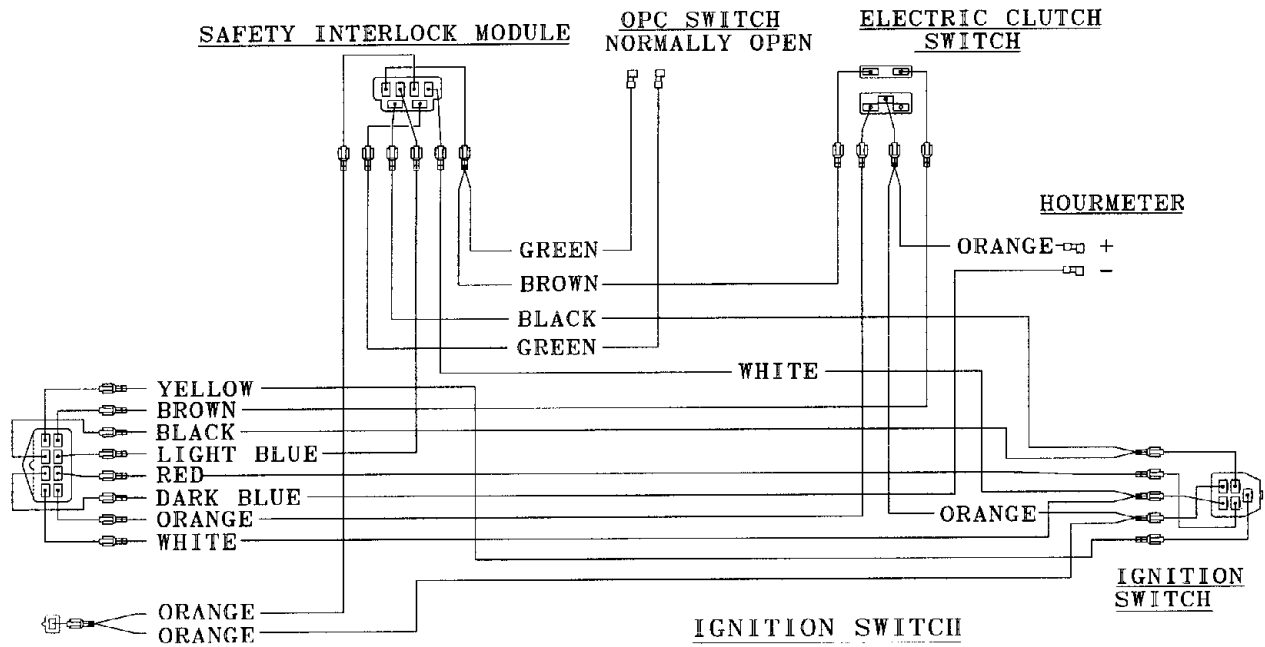 SAFETY INTERLOCK MODULE
OPC SWITCH
NORMALLY OPEN
ELECTRIC CLUTCH
SWITCH
HOURMETER
ORANGE +
-
GREEN
BROWN
BLACK
GREEN
WHITE
YELLOW
BROWN
BLACK
LIGHT BLUE
RED
DARK BLUE
ORANGE
WHITE
ORANGE
IGNITION
SWITCH
ORANGE
ORANGE
IGNITION SWITCH